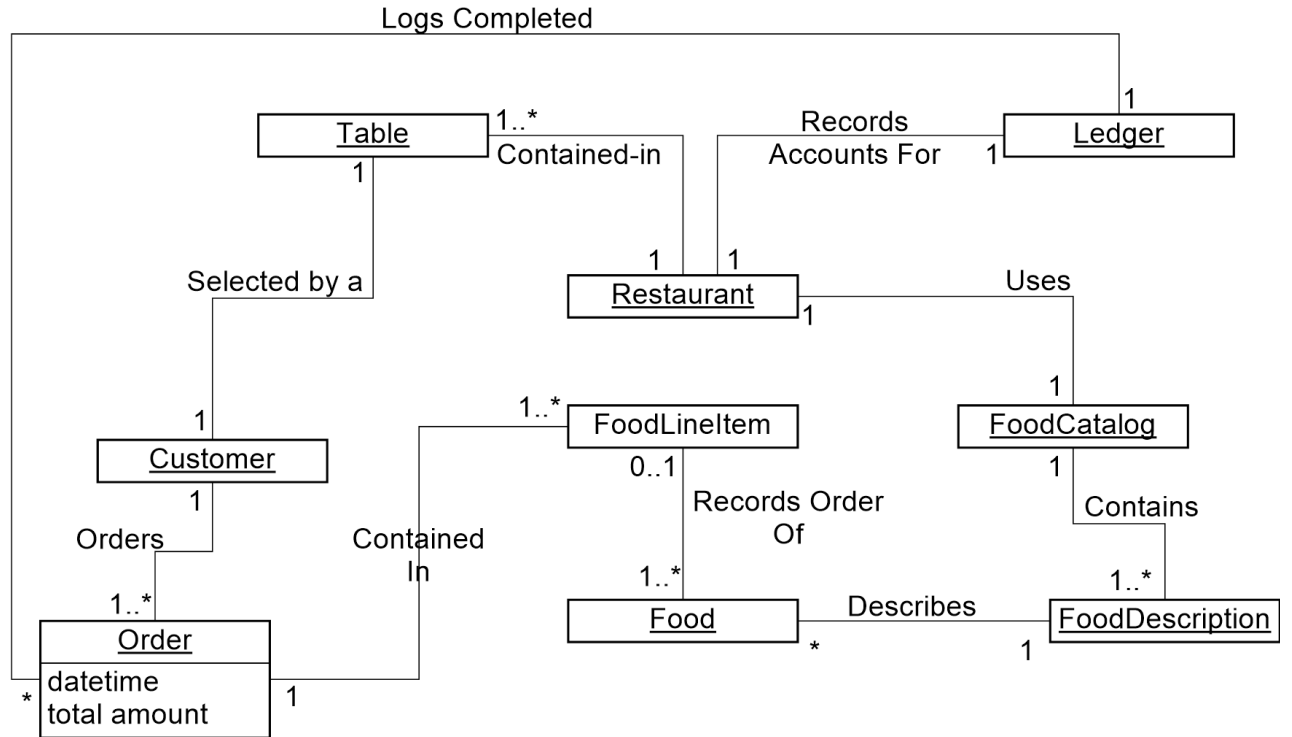 Logs Completed
1
Table
1..*
Contained-in
Records
Accounts For
1
Ledger
1
Selected by a
1
1
Restaurant
1
Uses
1
Customer
1
1..*
FoodLineItem
0..1
1
FoodCatalog
1
Orders
Contained
In
Records Order
Of
Contains
1..*
Order
datetime
total amount
*
1
1..*
Food
*
Describes
1
1..*
FoodDescription